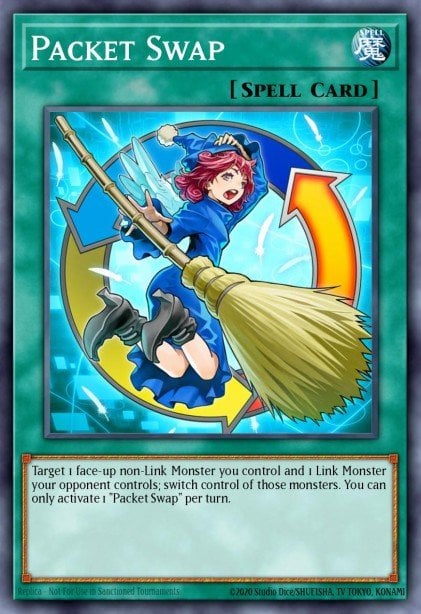 Packet Swap
SPELL
魔
[Spell Card]
Target 1 face-up non-Link Monster you control and 1 Link Monster
your opponent controls; switch control of those monsters. You can
only activate 1 "Packet Swap" per turn.
Replica - Not For Use in Sanctioned Tournaments
©2020 Studio Dice/SHUEISHA, TV TOKYO, KONAMI